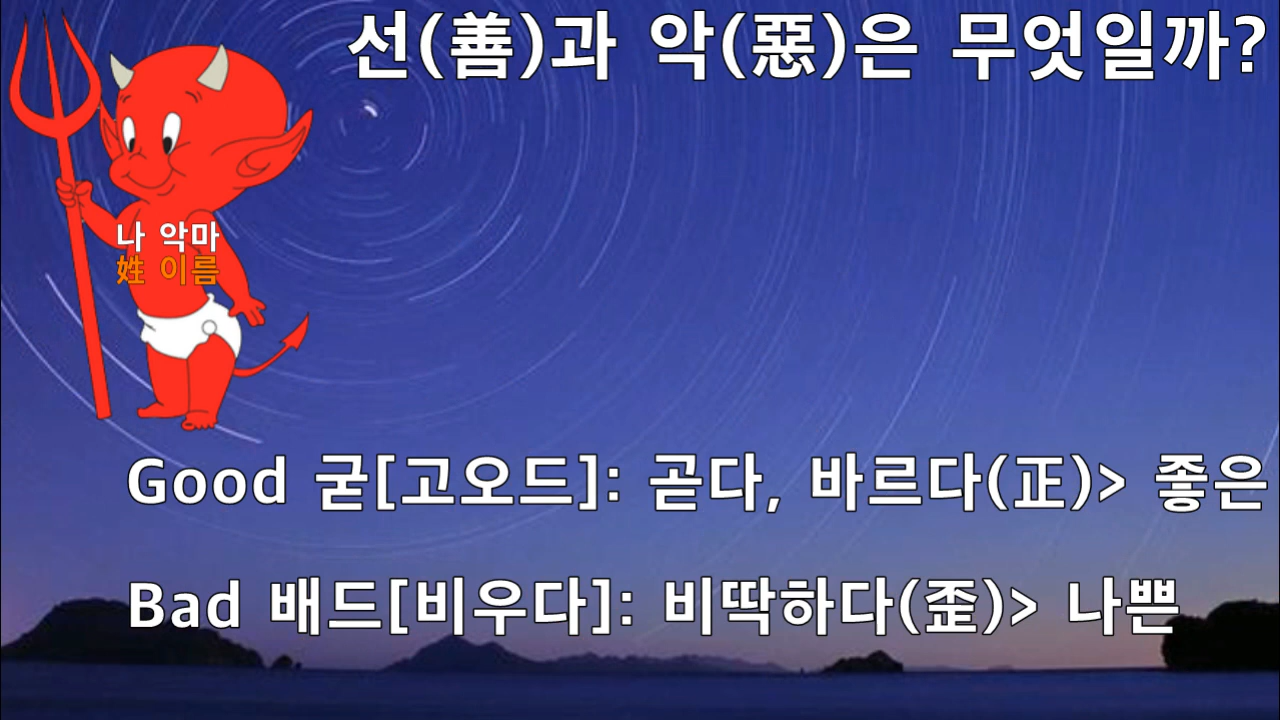 선(善)과 악(惡)은 무엇일까?
나 악마
姓 이름
Good 굳[고오드]: 곧다, 바르다(正)> 좋은
Bad 배드[비우다]: 비딱하다(歪)> 나쁜